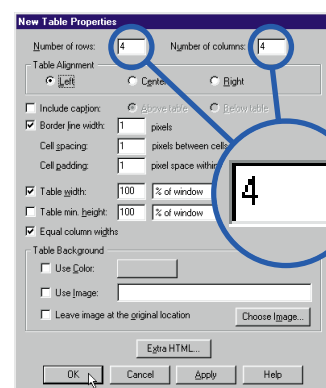 New Table Properties
Number of rows: 4 Number of columns: 4
Table Alignment
Left Center Right
Include caption: Above table Below table
Border line width: 1 pixels
Cell spacing: 1 pixels between cells
Cell padding: 1 pixel space within
4
Table width: 100 % of window
Table min. height: 100 % of window
Equal column widths
Table Background
Use Color:
Use Image:
Leave image at the original location Choose Image...
Extra HTML...
OK Cancel Apply Help